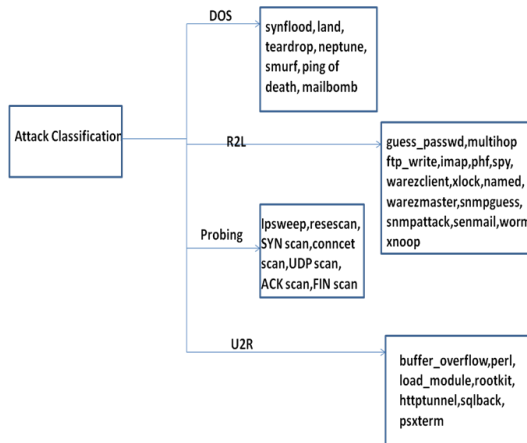 DOS
synflood,land,
teardrop,neptune,
smurf,ping of
death,mailbomb
Attack Classification
R2L
guess_passwd,multihop
ftp_write,imap,phf,spy,
warezclient,xlock,named,
warezmaster,snmpguess,
snmpattack,senmail,worm
xnoop
Probing
Ipsweep,resescan,
SYN scan,conncet
scan,UDP scan,
ACK scan,FIN scan
U2R
buffer_overflow,perl,
load_module,rootkit,
httptunnel,sqlback,
psxterm